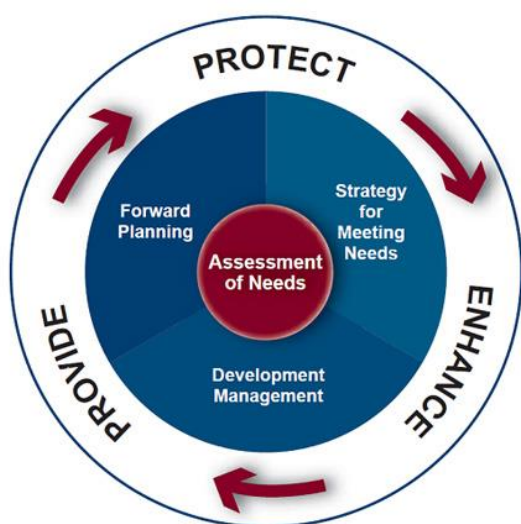 PROTECT
Strategy
for
Meeting
Needs
Forward
Planning
Assessment
of Needs
ENHANCE
PROVIDE
Development
Management